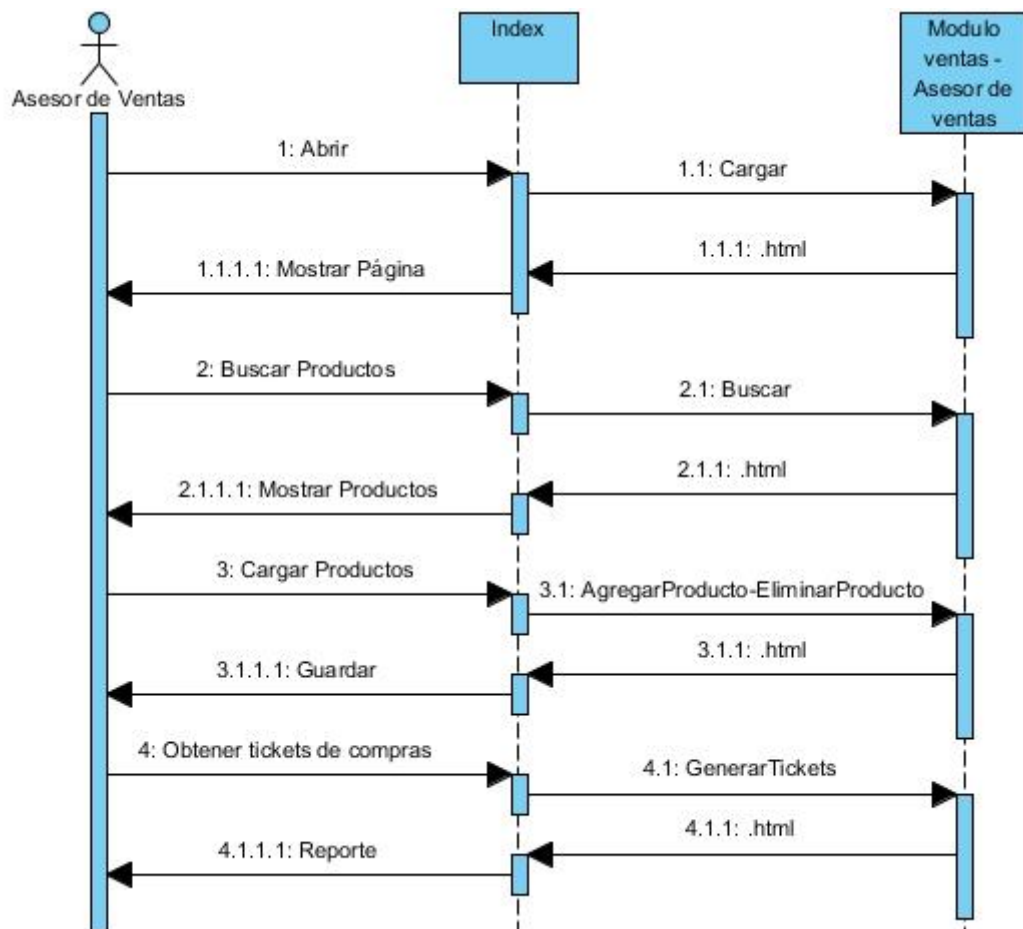 Asesor de Ventas
Index
Modulo
ventas -
Asesor de
ventas
1: Abrir
1.1: Cargar
1.1.1: .html
1.1.1.1: Mostrar Página
2: Buscar Productos
2.1: Buscar
2.1.1: .html
2.1.1.1: Mostrar Productos
3: Cargar Productos
3.1: AgregarProducto-EliminarProducto
3.1.1: .html
3.1.1.1: Guardar
4: Obtener tickets de compras
4.1: GenerarTickets
4.1.1: .html
4.1.1.1: Reporte